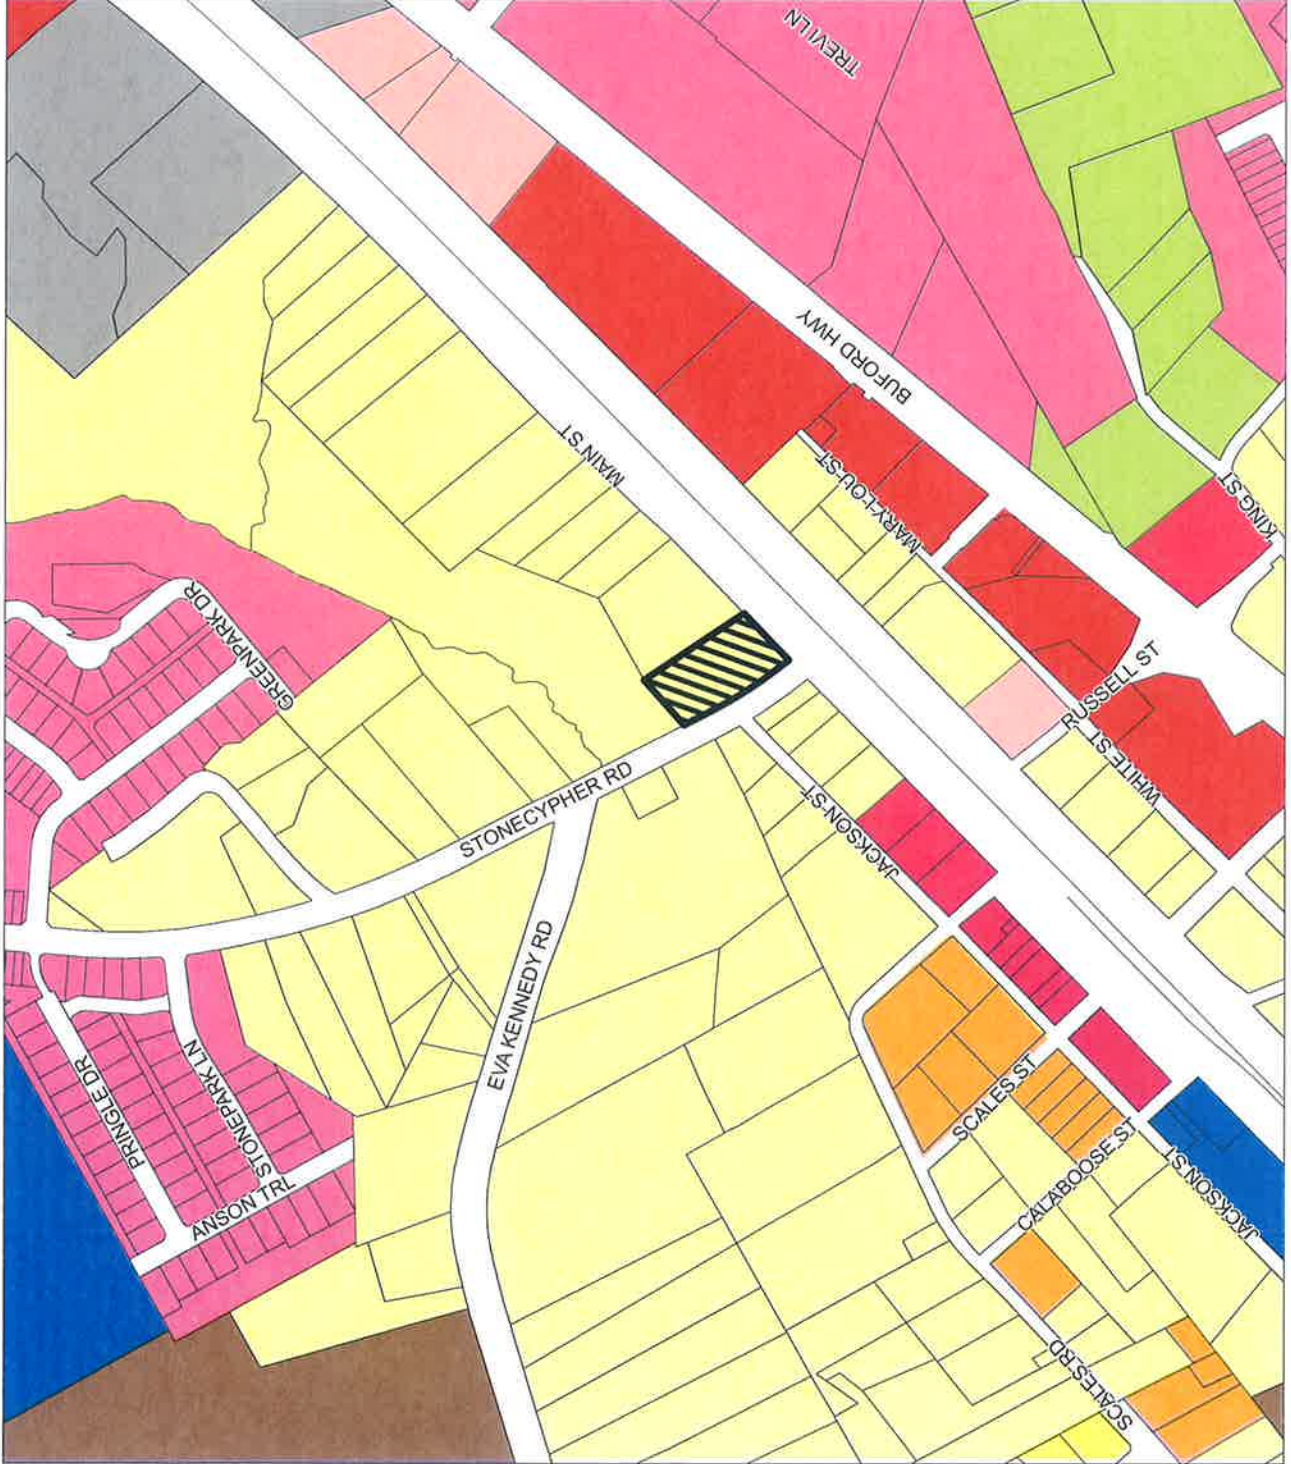 TREVI LN
BUFORD HWY
MAIN ST
MARY LOU ST
KING ST
GREENPARK DR
RUSSELL ST
WHITE ST
STONECYPHER RD
JACKSON ST
EVA KENNEDY RD
SCALES ST
PRINGLE DR
STONEPARK LN
CALABOOSE ST
JACKSON ST
ANSON TRL
SCALES RD